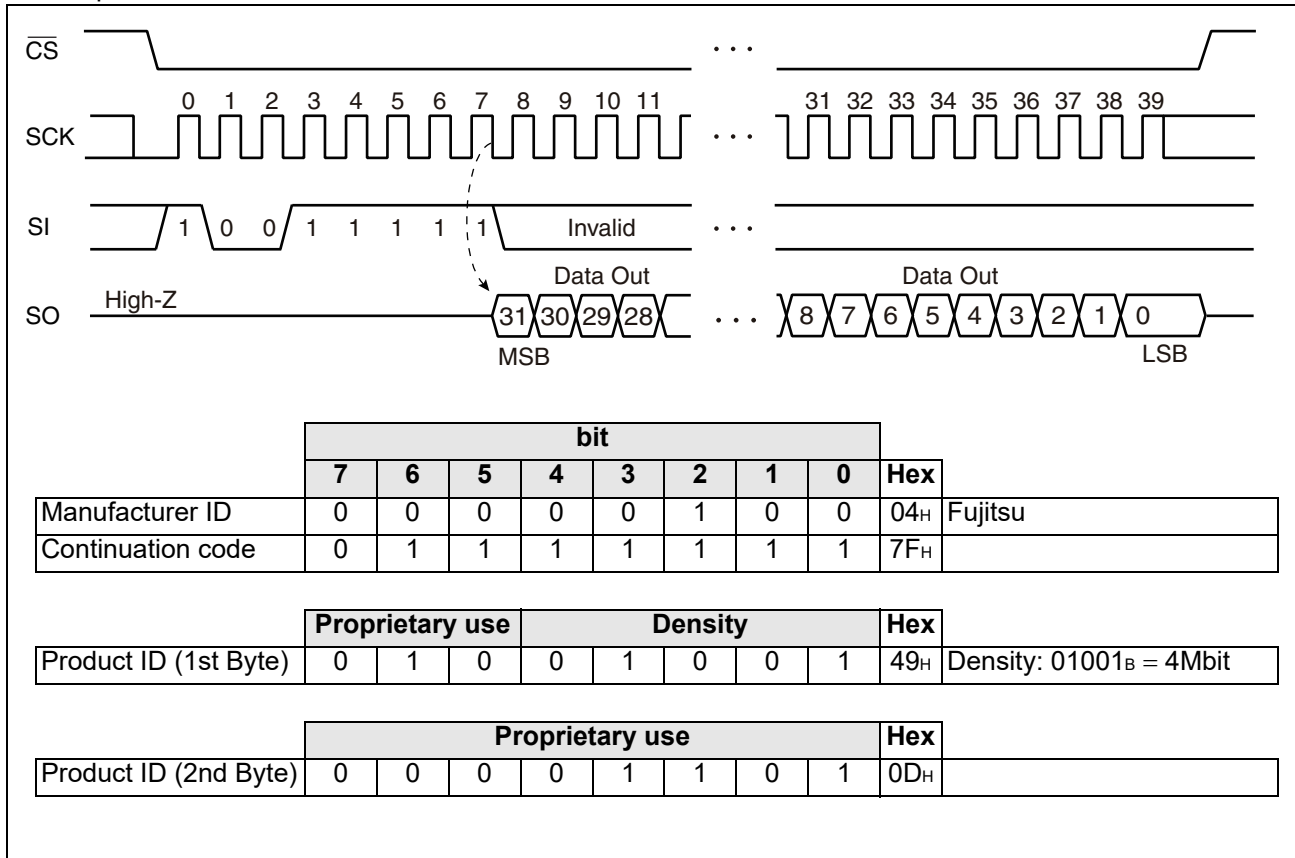 CS
. . .
0 1 2 3 4 5 6 7 8 9 10 11 31 32 33 34 35 36 37 38 39
SCK . . .
SI 1 0 0 1 1 1 1 1 Invalid . . .
Data Out Data Out
SO High-Z 31 30 29 28 . . . 8 7 6 5 4 3 2 1 0
MSB LSB
bit
7 6 5 4 3 2 1 0 Hex
Manufacturer ID 0 0 0 0 0 1 0 0 04H Fujitsu
Continuation code 0 1 1 1 1 1 1 1 7FH
Proprietary use Density Hex
Product ID (1st Byte) 0 1 0 0 1 0 0 1 49H Density: 01001B = 4Mbit
Proprietary use Hex
Product ID (2nd Byte) 0 0 0 0 1 1 0 1 0DH